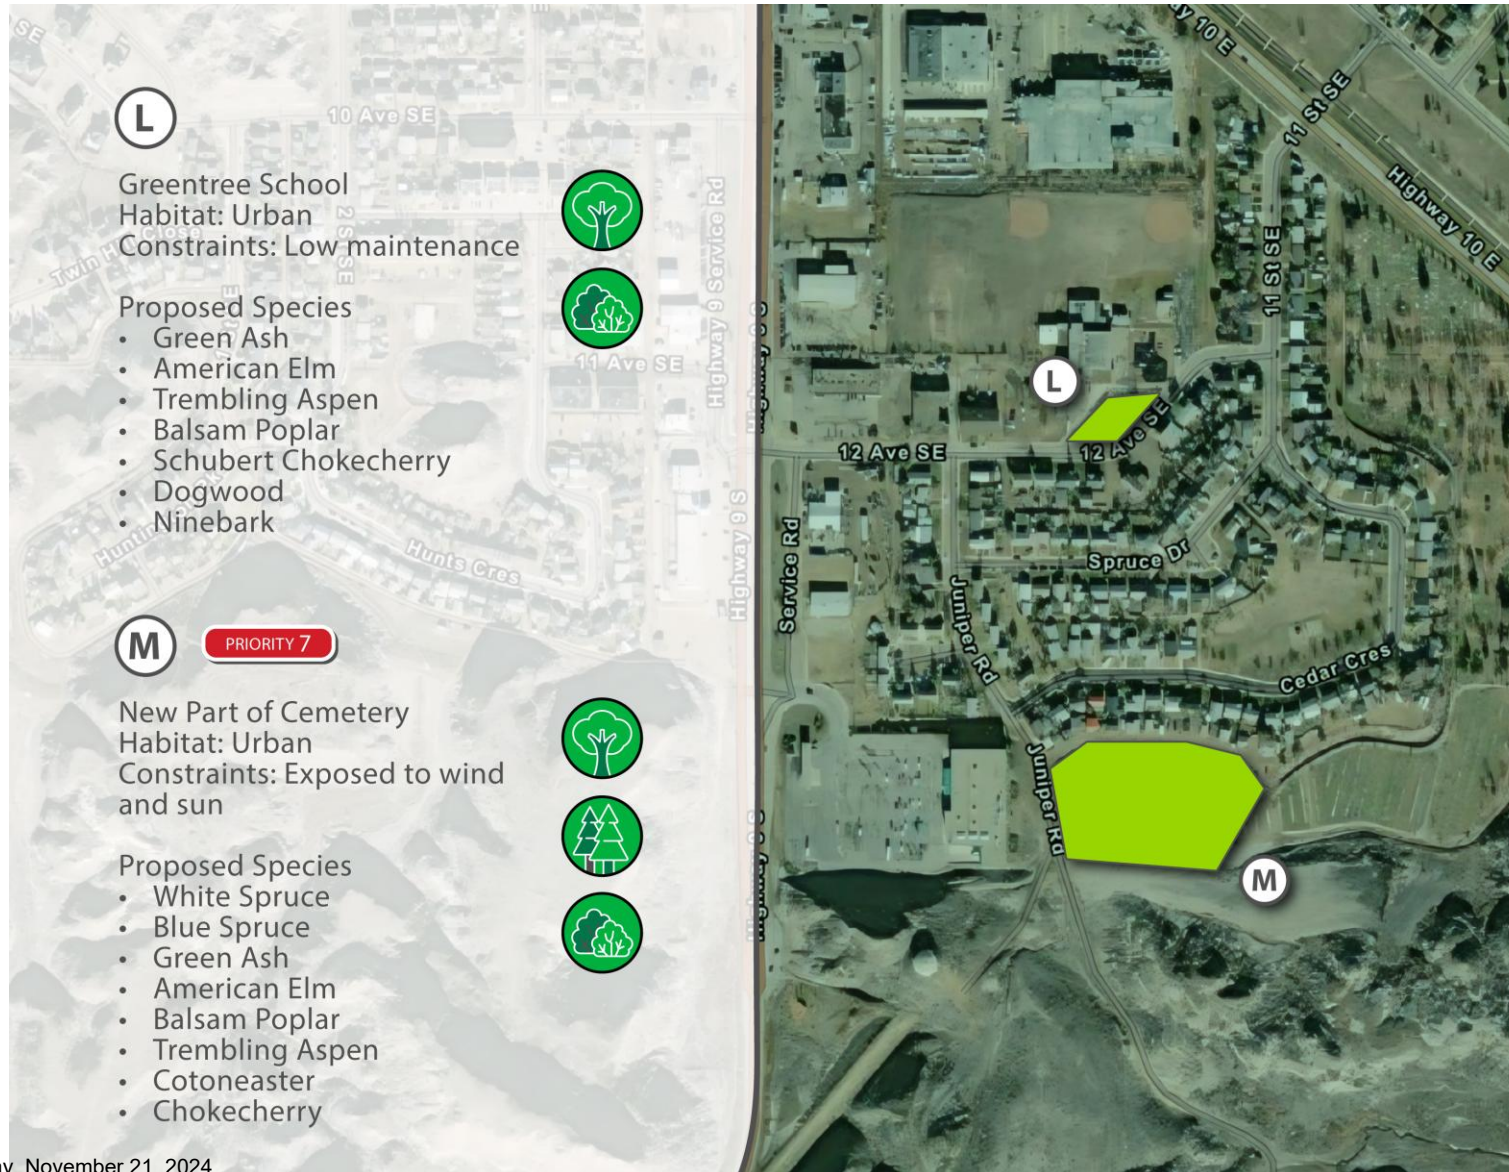 L
Greentree School
Habitat: Urban
Constraints: Low maintenance
Proposed Species
• Green Ash
• American Elm
• Trembling Aspen
• Balsam Poplar
• Schubert Chokecherry
• Dogwood
• Ninebark
M
PRIORITY 7
New Part of Cemetery
Habitat: Urban
Constraints: Exposed to wind
and sun
Proposed Species
• White Spruce
• Blue Spruce
• Green Ash
• American Elm
• Balsam Poplar
• Trembling Aspen
• Cotoneaster
• Chokecherry
SE
10 Ave SE
11 Ave SE
Hunts Cres
Highway 9 Service Rd
Highway 9 S
10 E
11 St SE
Highway 10 E
11 St SE
L
12 Ave SE
12 Ave SE
Service Rd
Spruce Dr
Juniper Rd
Cedar Cres
Juniper Rd
M
November 21, 2024